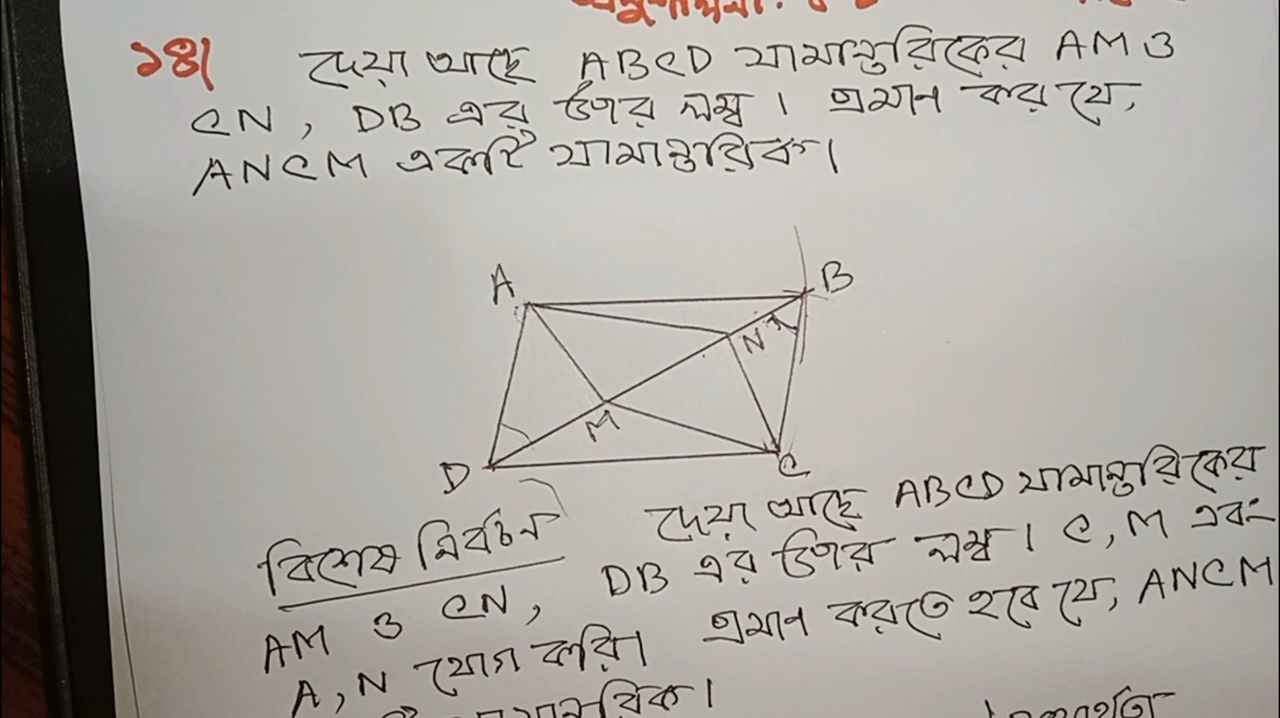 ১৪। দেয়া আছে ABCD সামান্তরিকের AM ও
CN, DB এর উপর লম্ব। প্রমাণ কর যে,
ANCM একটি সামান্তরিক।
A
B
N
M
D
C
বিশেষ নির্বচন দেয়া আছে ABCD সামান্তরিকের
AM ও CN, DB এর উপর লম্ব। C, M এবং
A, N যোগ করি। প্রমাণ করতে হবে যে, ANCM
সামান্তরিক।